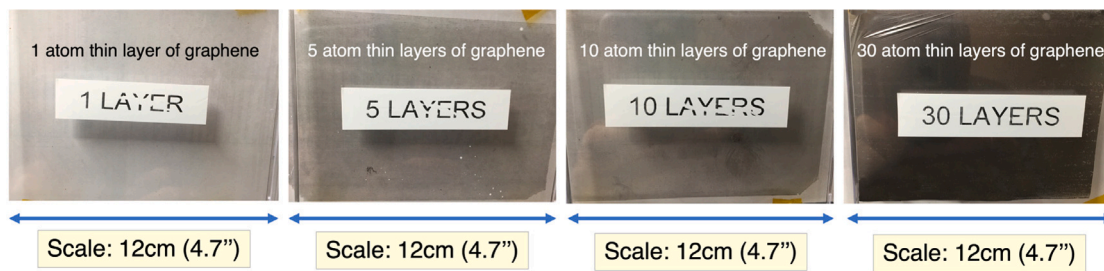 1 atom thin layer of graphene
1 LAYER
Scale: 12cm (4.7”)
5 atom thin layers of graphene
5 LAYERS
Scale: 12cm (4.7”)
10 atom thin layers of graphene
10 LAYERS
Scale: 12cm (4.7”)
30 atom thin layers of graphene
30 LAYERS
Scale: 12cm (4.7”)